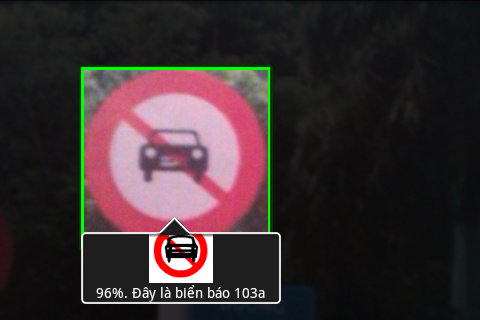 96%. Đây là biển báo 103a